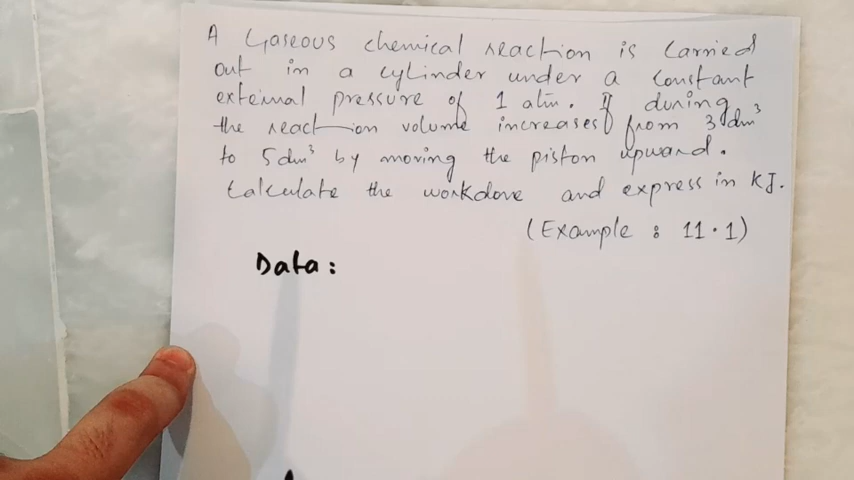 A Gaseous chemical reaction is Carried
out in a cylinder under a constant
external pressure of 1 atm. If during
the reaction volume increases from 3 dm³
to 5 dm³ by moving the piston upward.
Calculate the workdone and express in KJ.
(Example : 11.1)
Data: